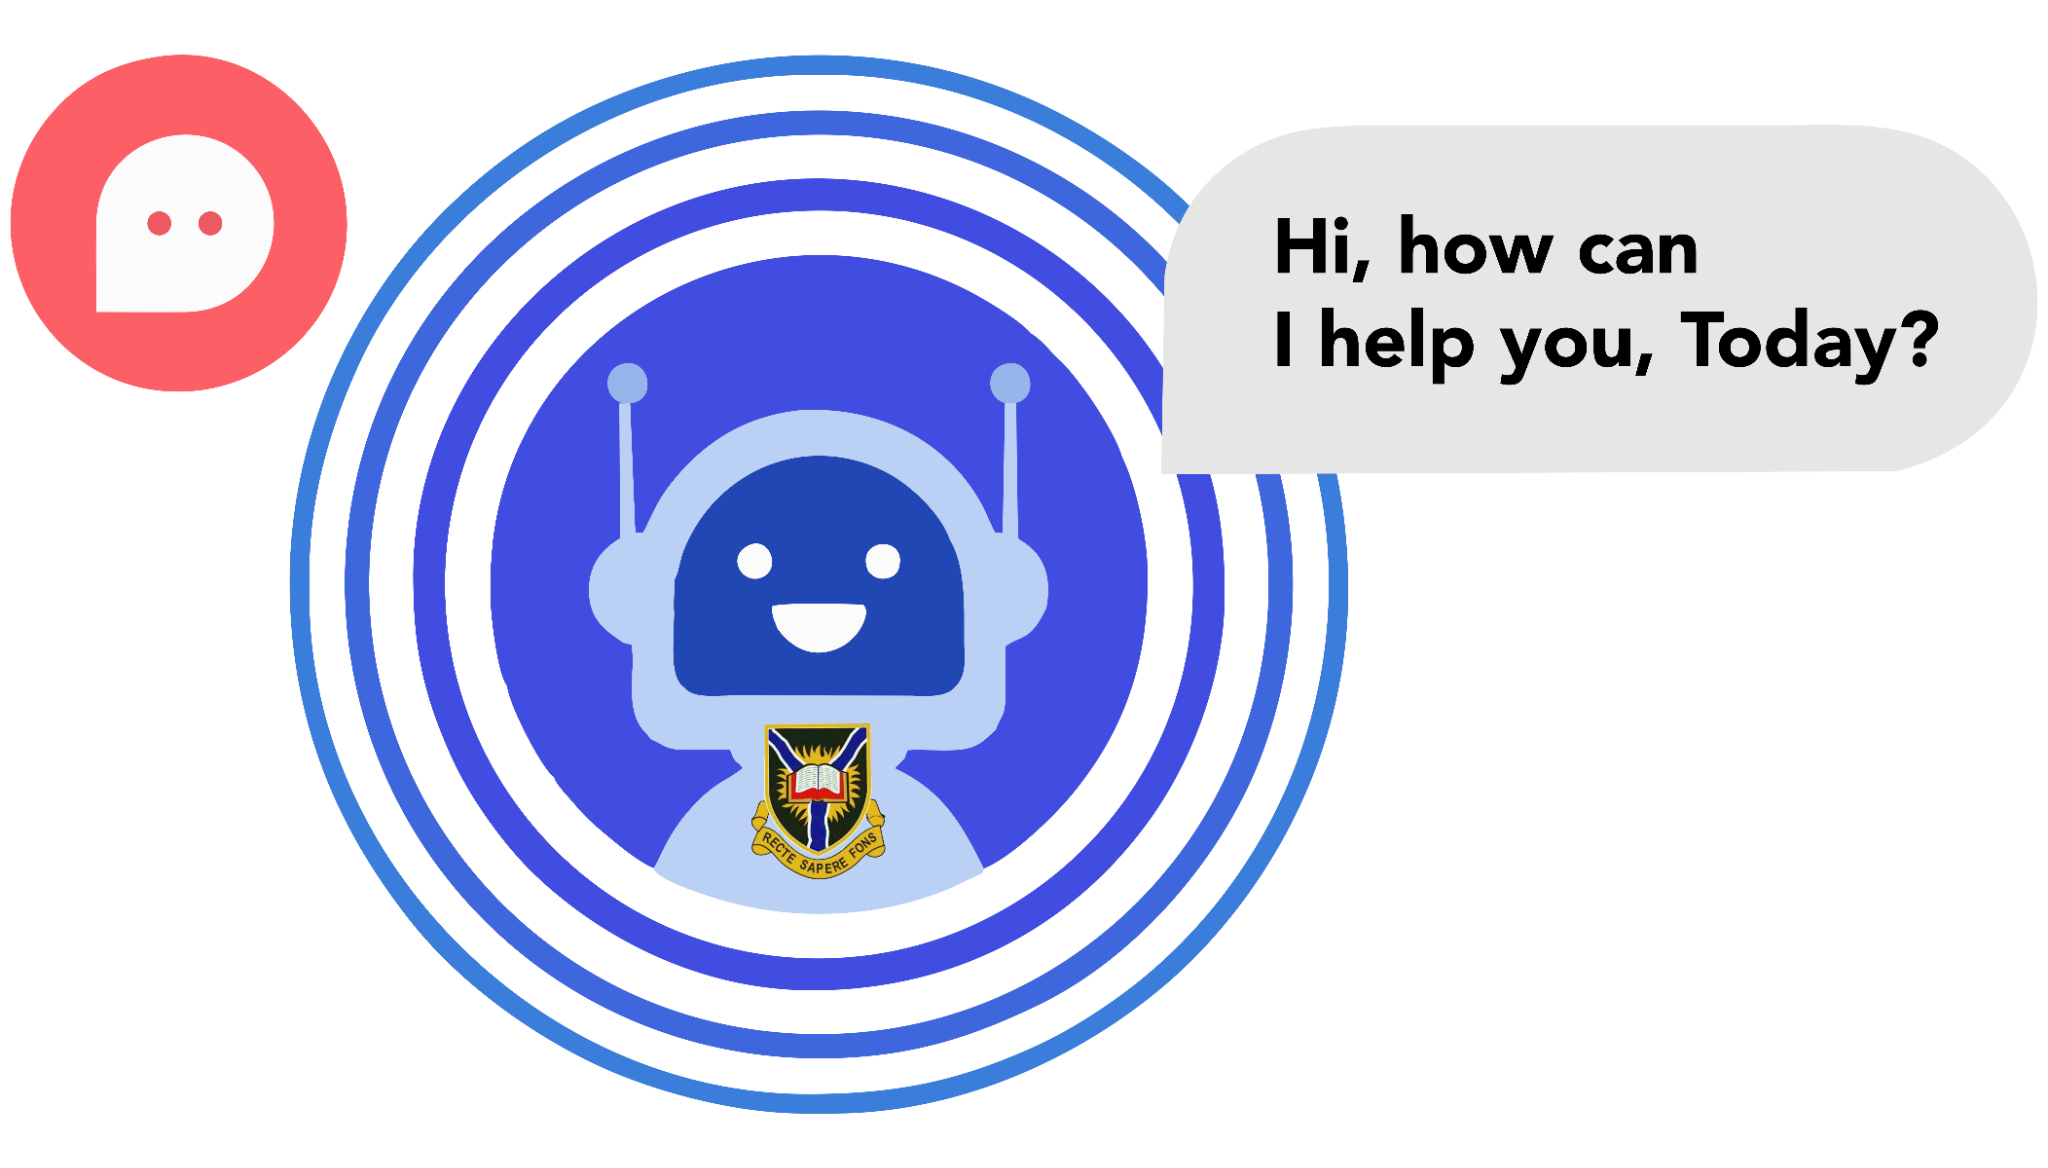 Hi, how can
I help you, Today?
RECTE SAPERE FONS